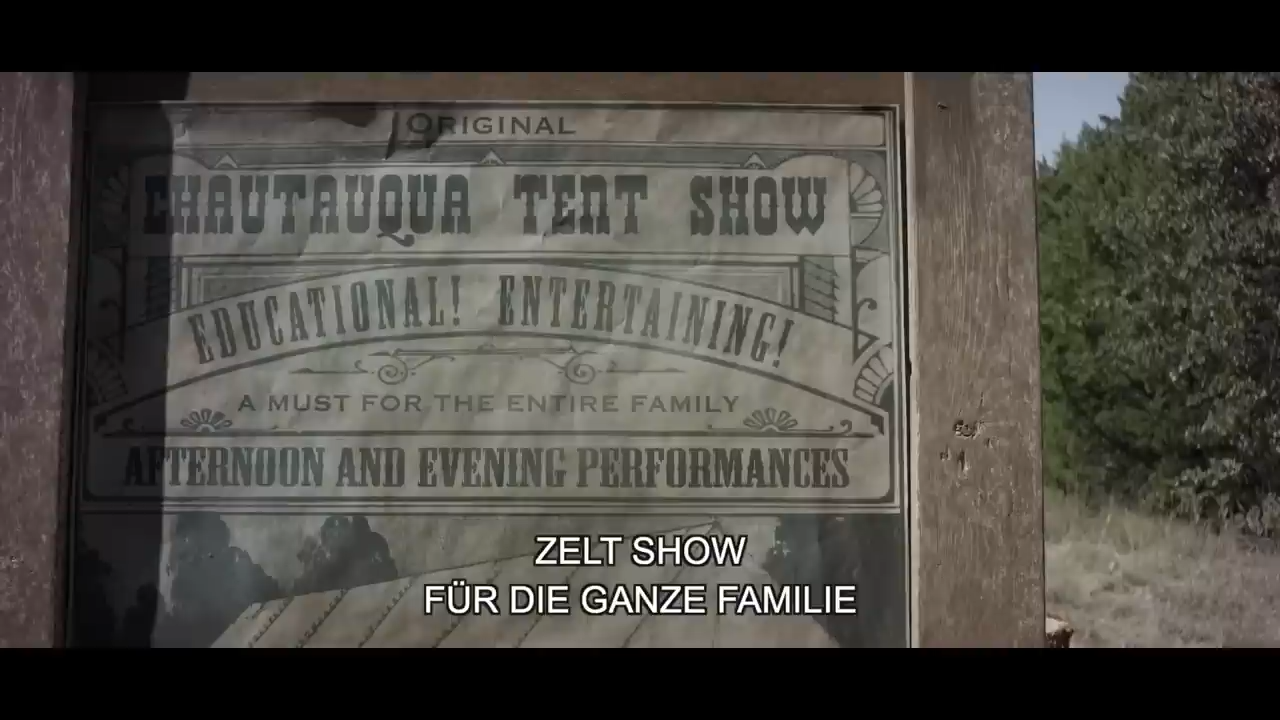 ORIGINAL
CHAUTAUQUA TENT SHOW
EDUCATIONAL! ENTERTAINING!
A MUST FOR THE ENTIRE FAMILY
AFTERNOON AND EVENING PERFORMANCES
ZELT SHOW
FÜR DIE GANZE FAMILIE